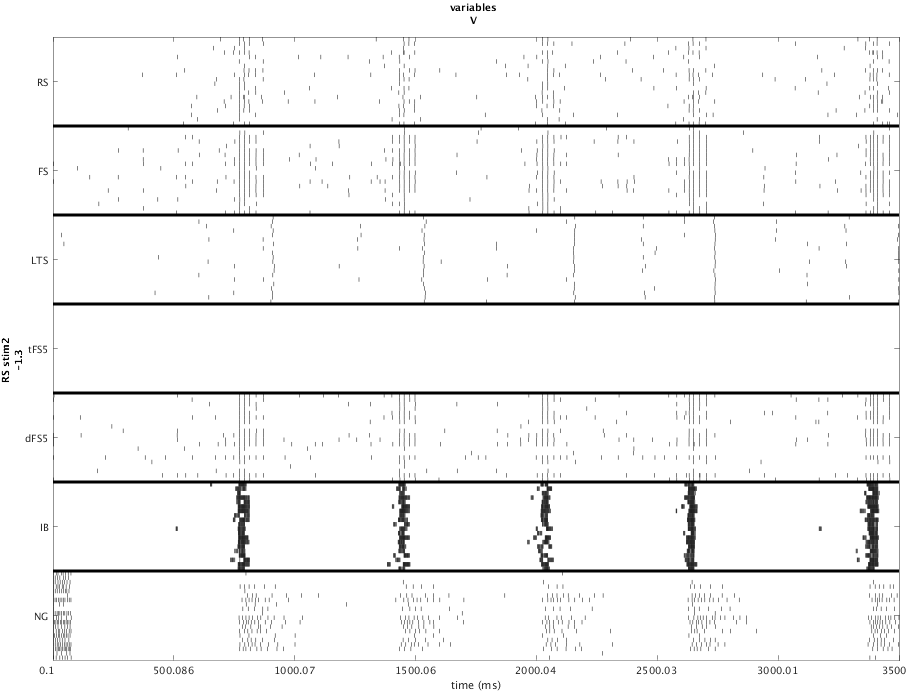 variables
V
RS
FS
LTS
tFS5
dFS5
IB
NG
RS stim2
-1.3
0.1 500.086 1000.07 1500.06 2000.04 2500.03 3000.01 3500
time (ms)